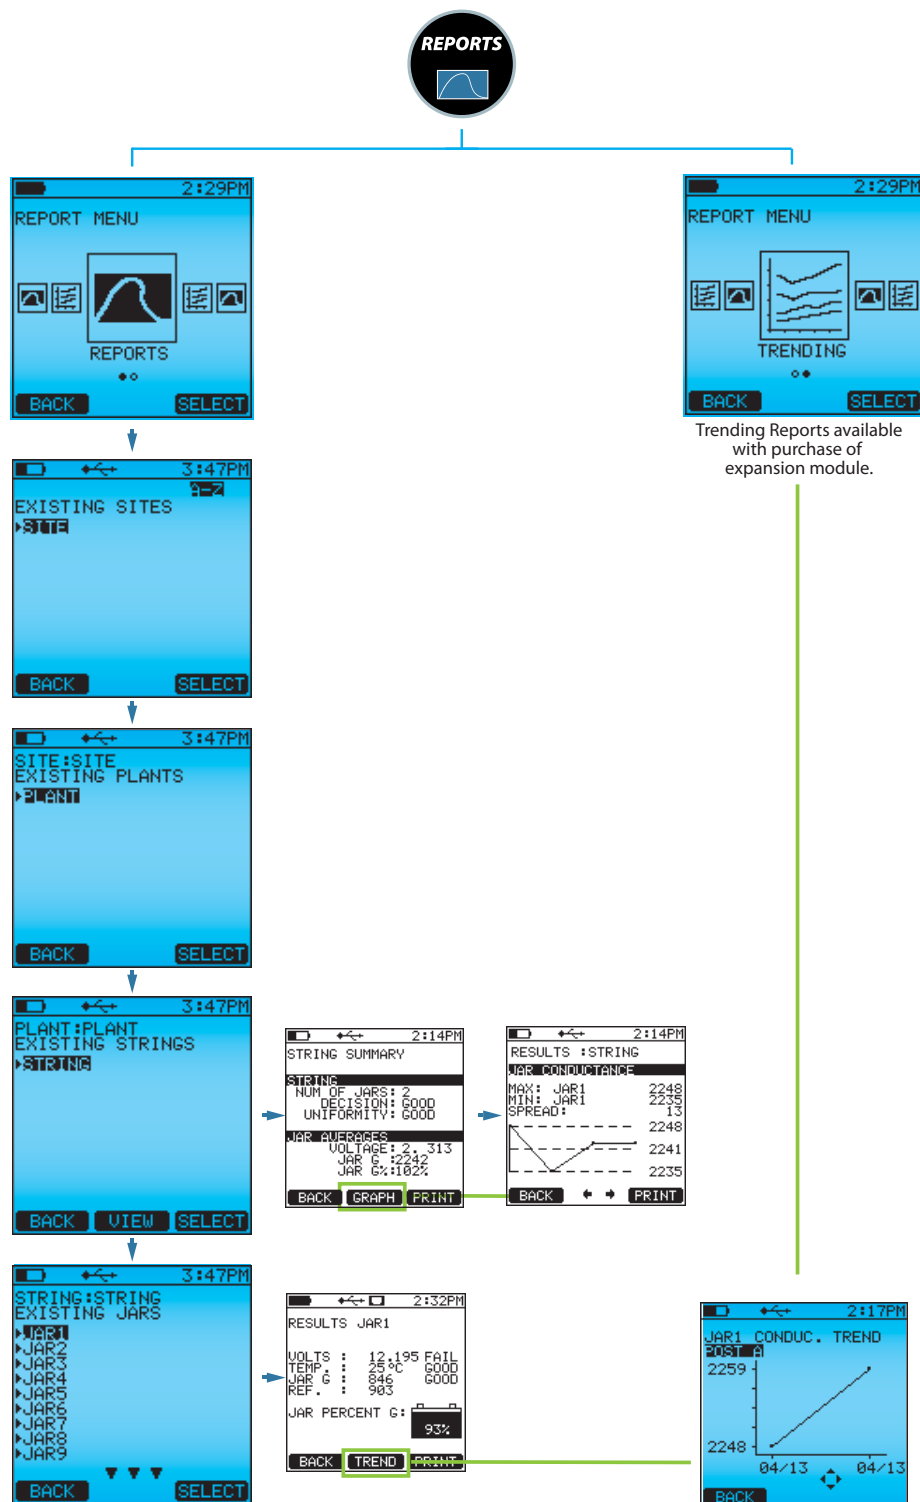 REPORTS
2:29PM
REPORT MENU
REPORTS
BACK SELECT
2:29PM
REPORT MENU
TRENDING
BACK SELECT
Trending Reports available
with purchase of
expansion module.
3:47PM
A-Z
EXISTING SITES
SITE
BACK SELECT
3:47PM
SITE:SITE
EXISTING PLANTS
PLANT
BACK SELECT
3:47PM
PLANT:PLANT
EXISTING STRINGS
STRING
BACK VIEW SELECT
2:14PM
STRING SUMMARY
STRING
NUM OF JARS: 2
DECISION: GOOD
UNIFORMITY: GOOD
JAR AVERAGES
VOLTAGE: 2. 313
JAR G :2242
JAR G%:102%
BACK GRAPH PRINT
2:14PM
RESULTS :STRING
JAR CONDUCTANCE
MAX: JAR1 2248
MIN: JAR1 2235
SPREAD: 13
2248
2241
2235
BACK PRINT
3:47PM
STRING:STRING
EXISTING JARS
JAR1
JAR2
JAR3
JAR4
JAR5
JAR6
JAR7
JAR8
JAR9
BACK SELECT
2:32PM
RESULTS JAR1
VOLTS : 12.195 FAIL
TEMP. : 25 °C GOOD
JAR G : 846 GOOD
REF. : 903
JAR PERCENT G:
93%
BACK TREND PRINT
2:17PM
JAR1 CONDUC. TREND
POST A
2259
2248
04/13 04/13
BACK